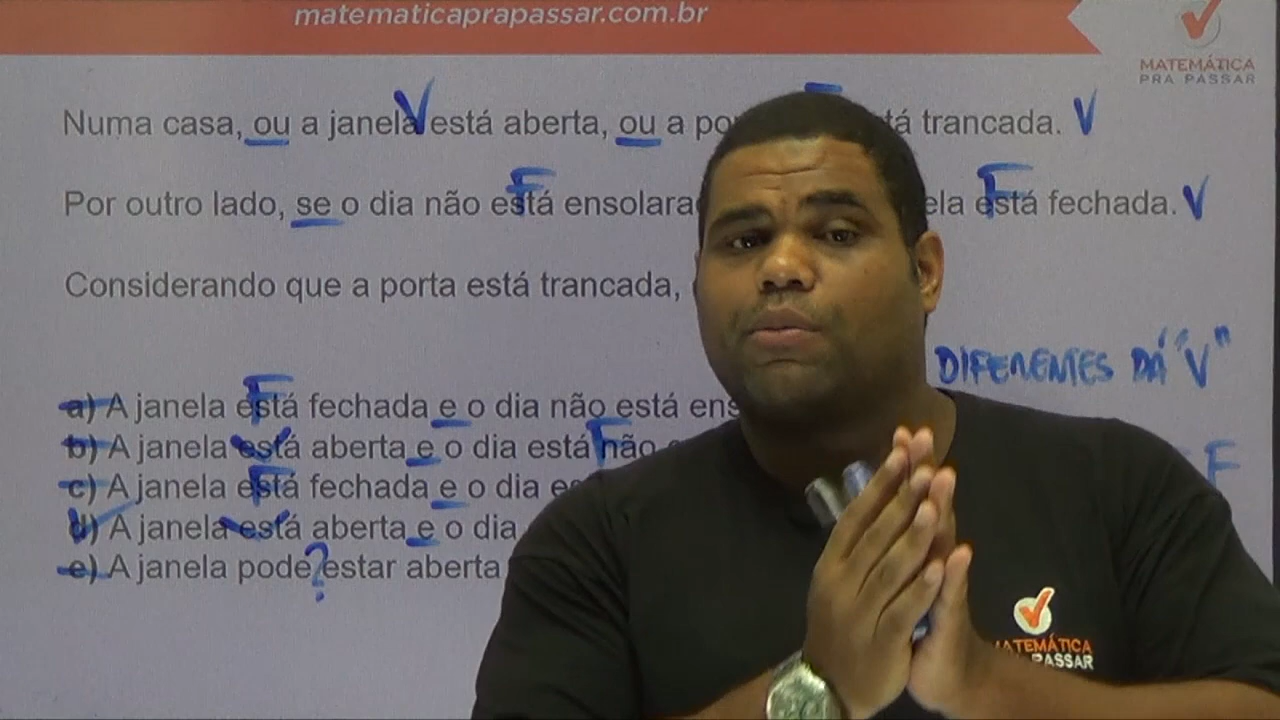 matematicaprapassar.com.br
MATEMÁTICA
PRA PASSAR
V
Numa casa, ou a janela está aberta, ou a po tá trancada. V
F F
Por outro lado, se o dia não está ensolara ela está fechada. V
Considerando que a porta está trancada,
DIFERENTES DÁ "V"
F
a) A janela está fechada e o dia não está ens
F
b) A janela está aberta e o dia está não
F F
c) A janela está fechada e o dia e
d) A janela está aberta e o dia
e) A janela pode ? estar aberta
MATEMÁTICA
PASSAR